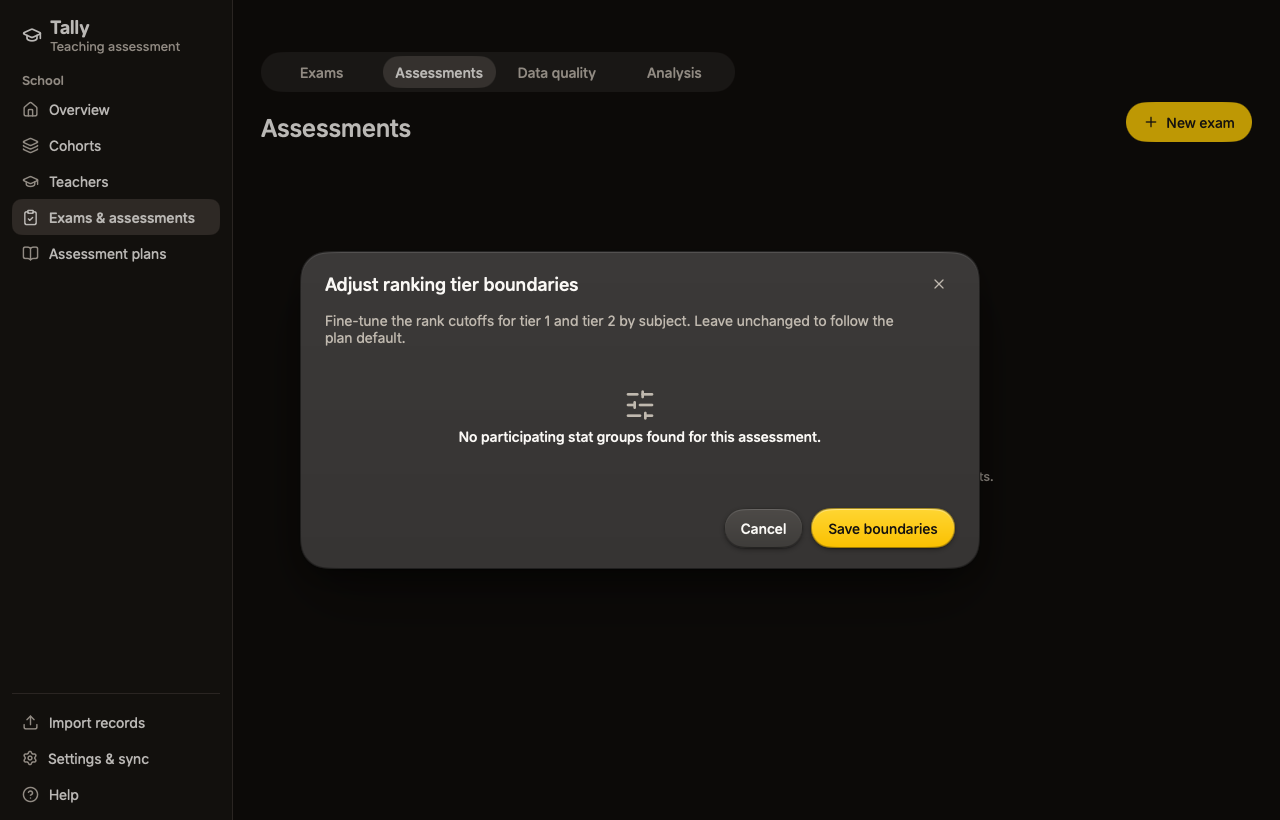 Tally
Teaching assessment
School
Overview
Cohorts
Teachers
Exams & assessments
Assessment plans
Import records
Settings & sync
Help
Exams
Assessments
Data quality
Analysis
Assessments
New exam
Adjust ranking tier boundaries
Fine-tune the rank cutoffs for tier 1 and tier 2 by subject. Leave unchanged to follow the
plan default.
No participating stat groups found for this assessment.
ts.
Cancel
Save boundaries